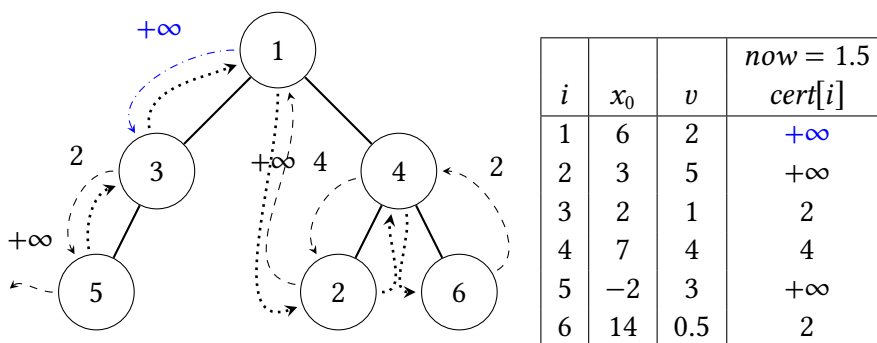 +∞
1
2
3
+∞
4
4
2
+∞
5
2
6
now = 1.5
i x₀ v cert[i]
1 6 2 +∞
2 3 5 +∞
3 2 1 2
4 7 4 4
5 −2 3 +∞
6 14 0.5 2